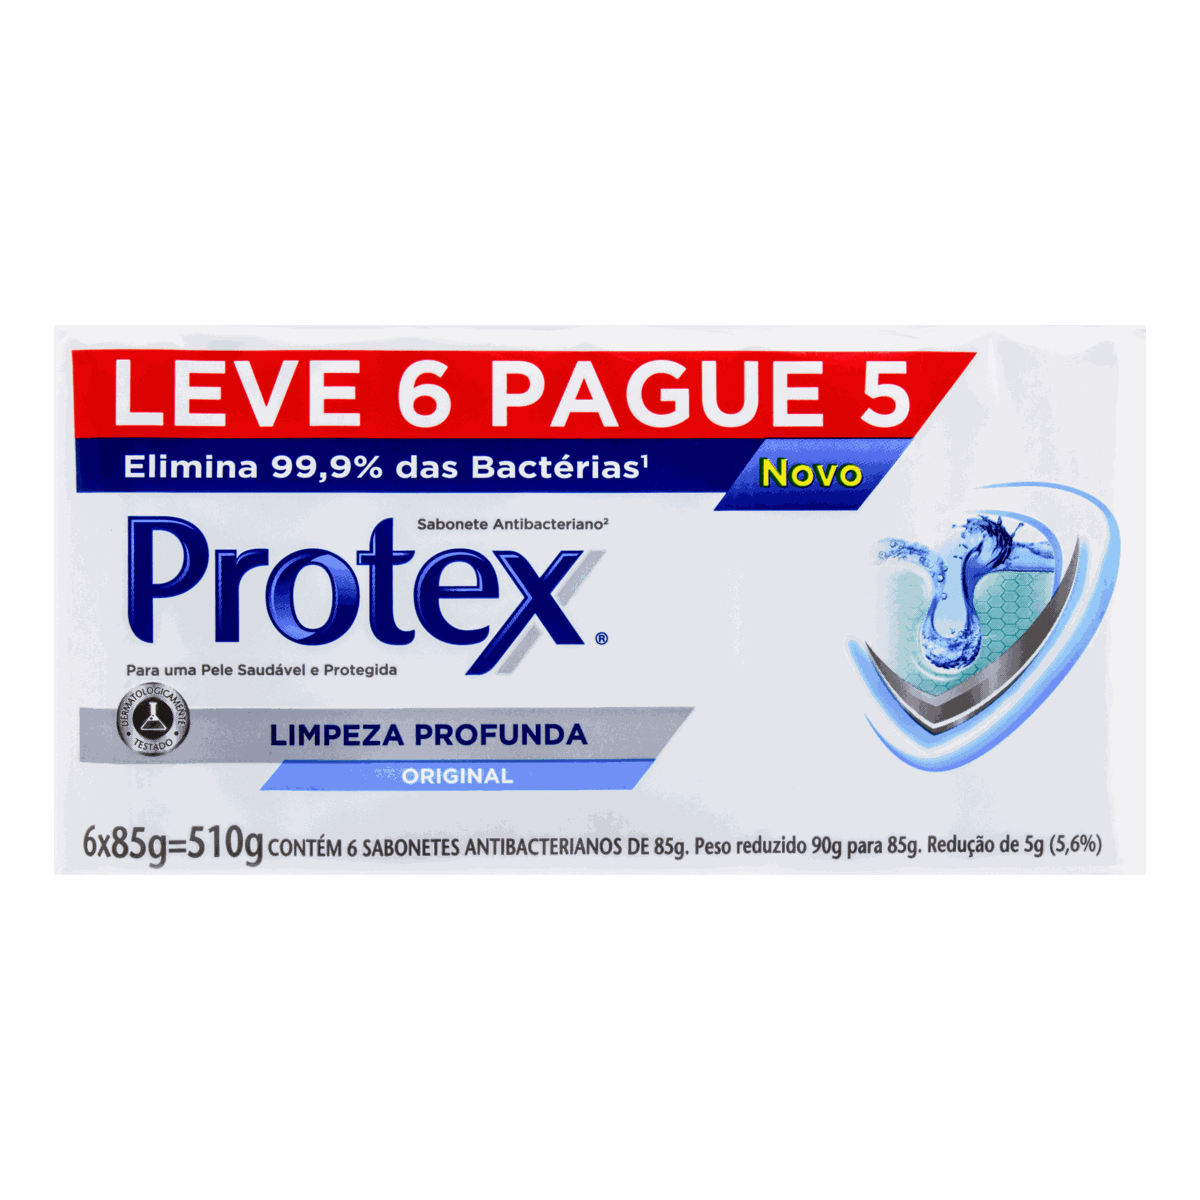 LEVE 6 PAGUE 5
Elimina 99,9% das Bactérias¹
Novo
Sabonete Antibacteriano²
Protex®
Para uma Pele Saudável e Protegida
DERMATOLOGICAMENTE
TESTADO
LIMPEZA PROFUNDA
ORIGINAL
6x85g=510g CONTÉM 6 SABONETES ANTIBACTERIANOS DE 85g. Peso reduzido 90g para 85g. Redução de 5g (5,6%)